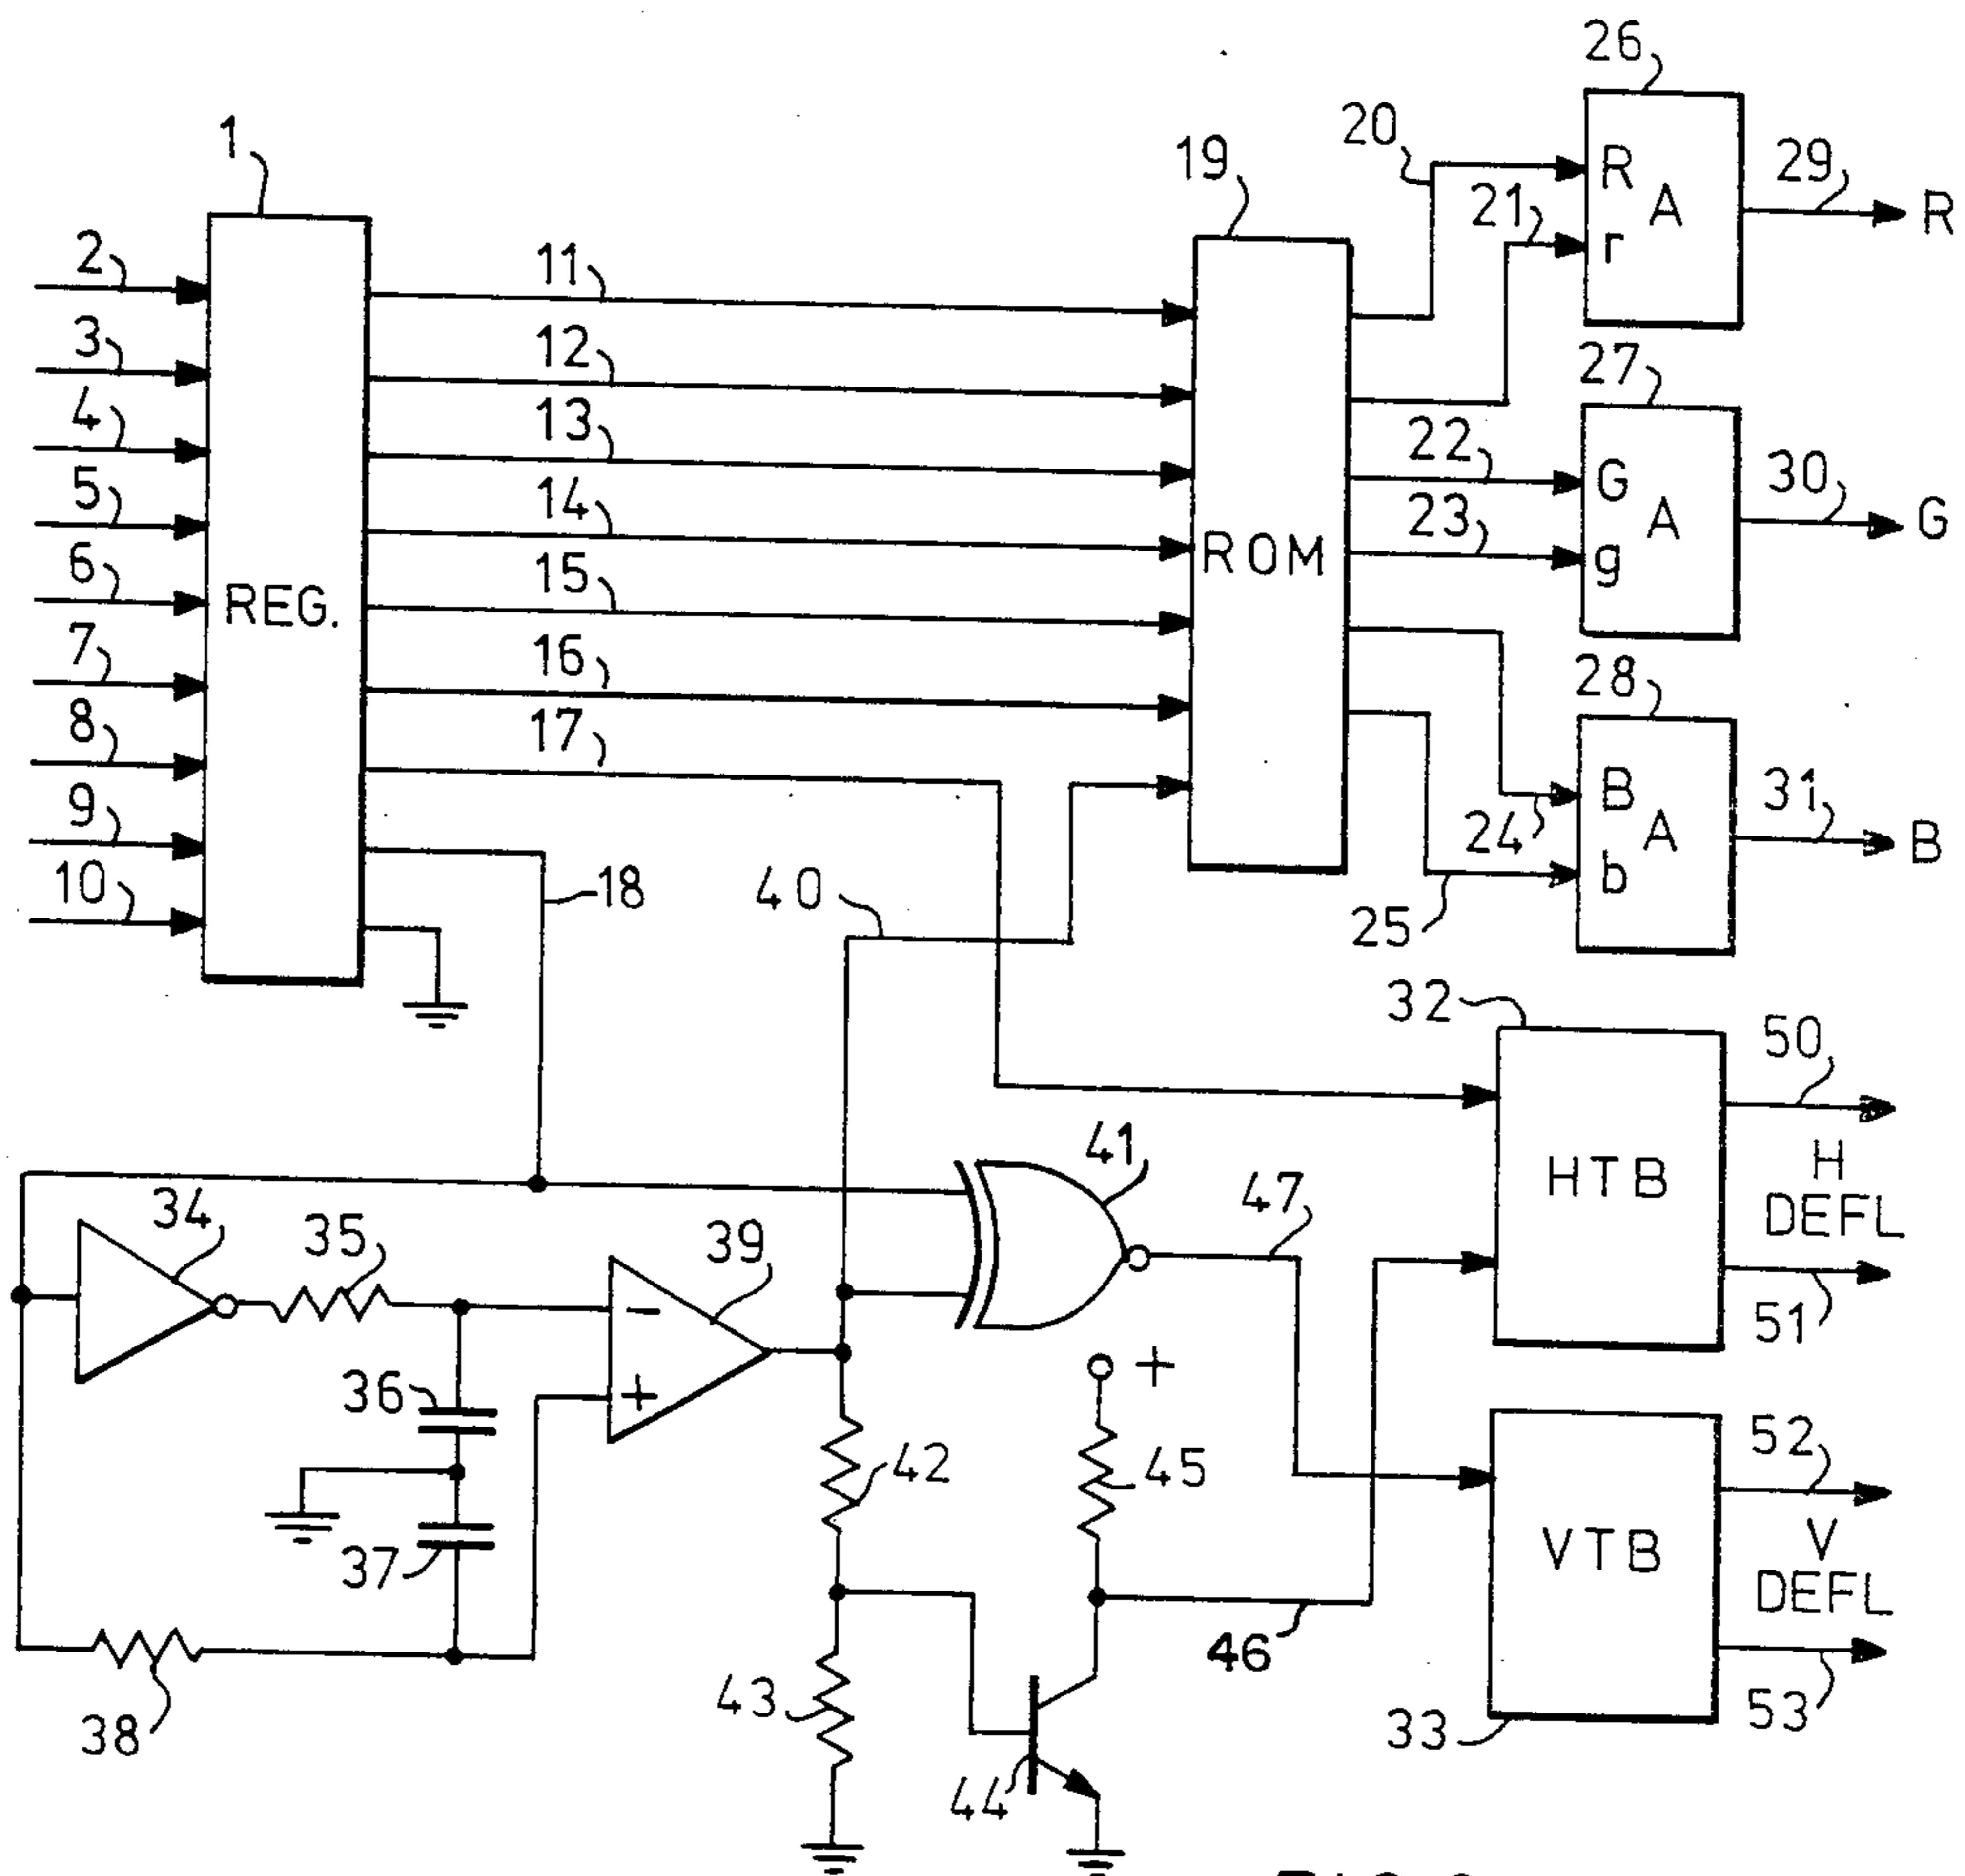 26
1
19
20
R
A
29
R
21
r
2
11
3
12
27
4
13
22
G
A
30
G
5
14
23
g
ROM
6
15
REG.
7
16
28
8
17
B
A
31
B
24
9
b
10
18
40
25
32
50
41
H
HTB
DEFL
47
34
35
39
51
−
+
36
+
52
42
45
VTB
V
DEFL
37
46
43
53
38
33
44